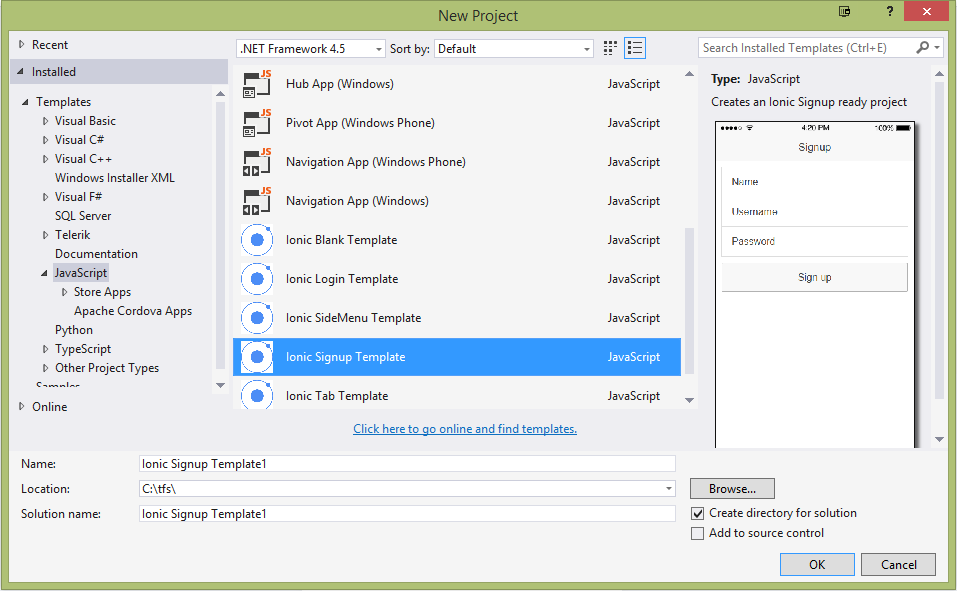 New Project
?
Recent
Installed
Templates
Visual Basic
Visual C#
Visual C++
Windows Installer XML
Visual F#
SQL Server
Telerik
Documentation
JavaScript
Store Apps
Apache Cordova Apps
Python
TypeScript
Other Project Types
Samples
Online
.NET Framework 4.5
Sort by:
Default
JS
Hub App (Windows) JavaScript
JS
Pivot App (Windows Phone) JavaScript
JS
Navigation App (Windows Phone) JavaScript
JS
Navigation App (Windows) JavaScript
Ionic Blank Template JavaScript
Ionic Login Template JavaScript
Ionic SideMenu Template JavaScript
Ionic Signup Template JavaScript
Ionic Tab Template JavaScript
Click here to go online and find templates.
Search Installed Templates (Ctrl+E)
Type: JavaScript
Creates an Ionic Signup ready project
4:20 PM 100%
Signup
Name
Username
Password
Sign up
Name: Ionic Signup Template1
Location: C:\tfs\
Browse...
Solution name: Ionic Signup Template1
Create directory for solution
Add to source control
OK Cancel